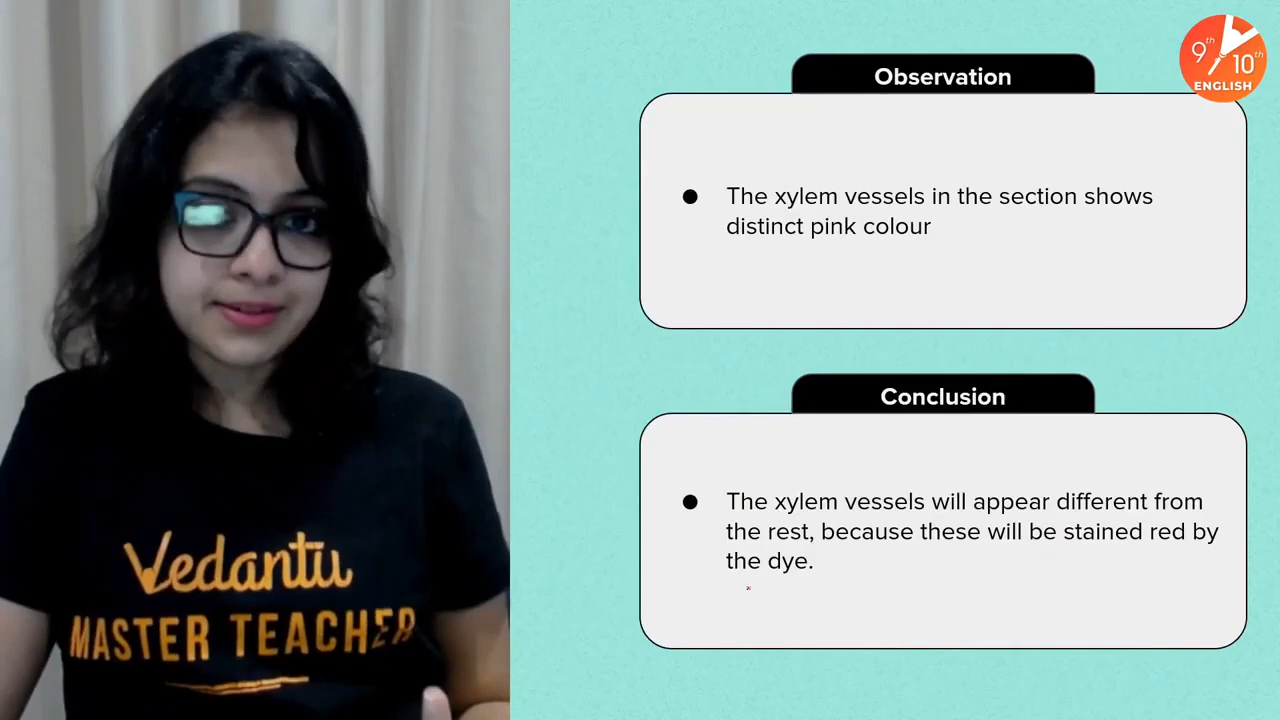 Observation
The xylem vessels in the section shows
distinct pink colour
Conclusion
The xylem vessels will appear different from
the rest, because these will be stained red by
the dye.
9th
10th
ENGLISH
Vedantu
MASTER TEACHER